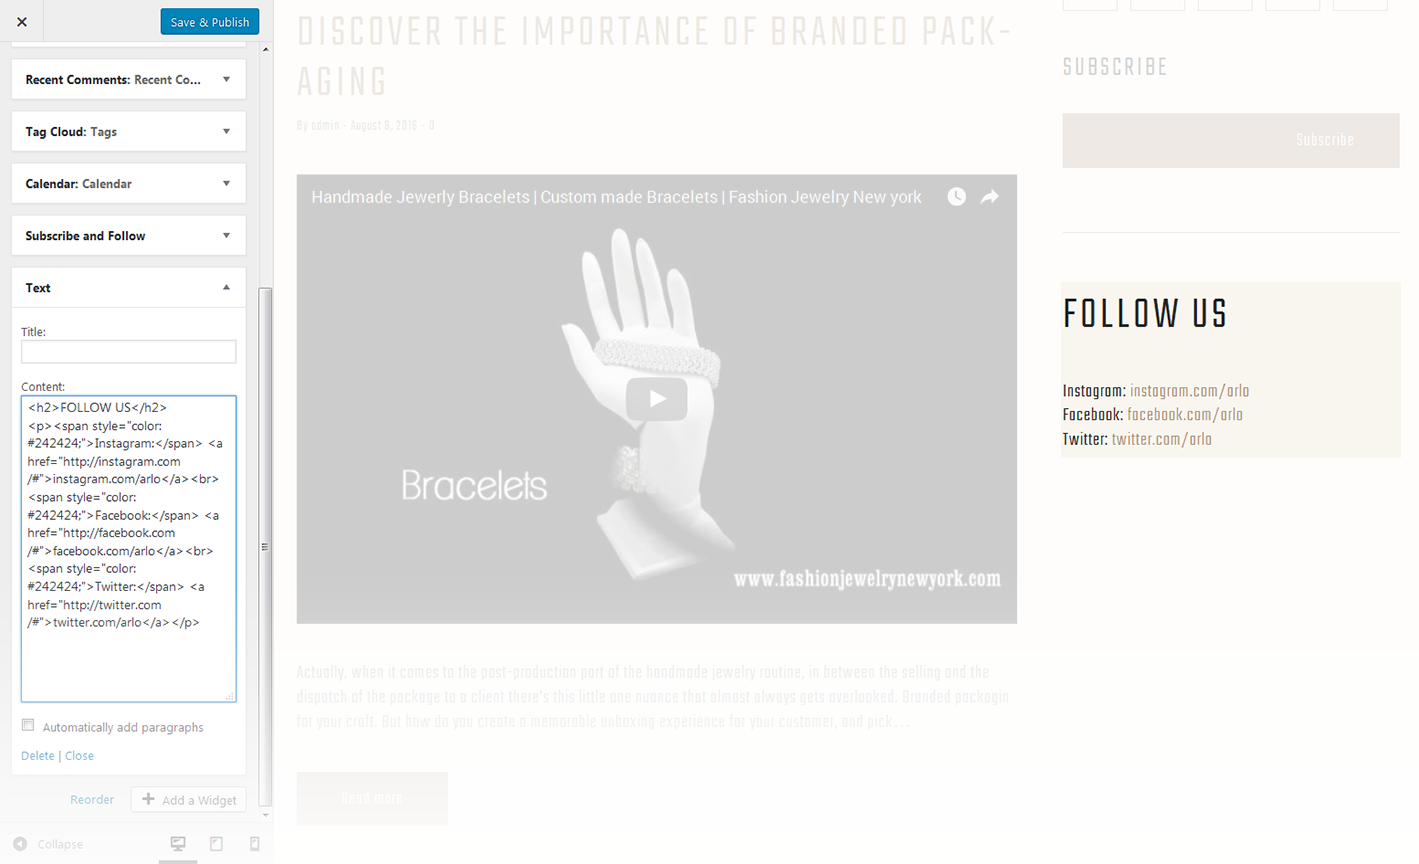 Save & Publish
Recent Comments: Recent Co...
Tag Cloud: Tags
Calendar: Calendar
Subscribe and Follow
Text
Title:
Content:
<h2>FOLLOW US</h2>
<p><span style="color:
#242424;">Instagram:</span> <a
href="http://instagram.com
/#">instagram.com/arlo</a><br>
<span style="color:
#242424;">Facebook:</span> <a
href="http://facebook.com
/#">facebook.com/arlo</a><br>
<span style="color:
#242424;">Twitter:</span> <a
href="http://twitter.com
/#">twitter.com/arlo</a></p>
Automatically add paragraphs
Delete | Close
Reorder
Add a Widget
Collapse
DISCOVER THE IMPORTANCE OF BRANDED PACK-
AGING
By admin - August 9, 2016 - 0
Handmade Jewerly Bracelets | Custom made Bracelets | Fashion Jewelry New york
Bracelets
www.fashionjewelrynewyork.com
Actually, when it comes to the post-production part of the handmade jewelry routine, in between the selling and the
dispatch of the package to a client there's this little one nuance that almost always gets overlooked. Branded packagin
for your craft. But how do you create a memorable unboxing experience for your customer, and pick...
Read more
SUBSCRIBE
Subscribe
FOLLOW US
Instagram: instagram.com/arlo
Facebook: facebook.com/arlo
Twitter: twitter.com/arlo